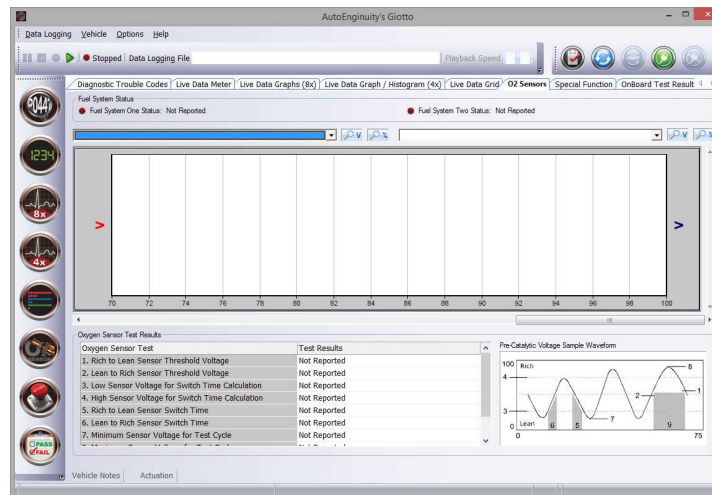 AutoEnginuity's Giotto
Data Logging Vehicle Options Help
Stopped Data Logging File Playback Speed
Diagnostic Trouble Codes Live Data Meter Live Data Graphs (8x) Live Data Graph / Histogram (4x) Live Data Grid O2 Sensors Special Function OnBoard Test Result
Fuel System Status
Fuel System One Status: Not Reported Fuel System Two Status: Not Reported
P044
1234
8x
4x
O2
SENSOR
PASS
FAIL
V % V %
> >
70 72 74 76 78 80 82 84 86 88 90 92 94 96 98 100
Oxygen Sensor Test Results
Oxygen Sensor Test Test Results
1. Rich to Lean Sensor Threshold Voltage Not Reported
2. Lean to Rich Sensor Threshold Voltage Not Reported
3. Low Sensor Voltage for Switch Time Calculation Not Reported
4. High Sensor Voltage for Switch Time Calculation Not Reported
5. Rich to Lean Sensor Switch Time Not Reported
6. Lean to Rich Sensor Switch Time Not Reported
7. Minimum Sensor Voltage for Test Cycle Not Reported
Pre-Catalytic Voltage Sample Waveform
100 Rich 8
4
2 1
3 7
0 Lean 6 5 9
0 75
Vehicle Notes Actuation